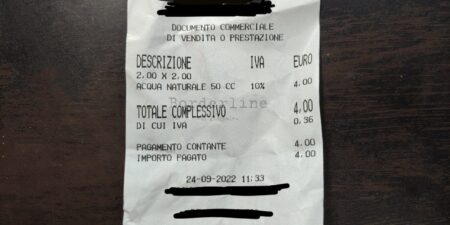 DOCUMENTO COMMERCIALE
DI VENDITA O PRESTAZIONE
DESCRIZIONE IVA EURO
2,00 X 2,00
ACQUA NATURALE 50 CC 10% 4,00
Borderline
TOTALE COMPLESSIVO 4,00
DI CUI IVA 0,36
PAGAMENTO CONTANTE 4,00
IMPORTO PAGATO 4,00
24-09-2022 11:33